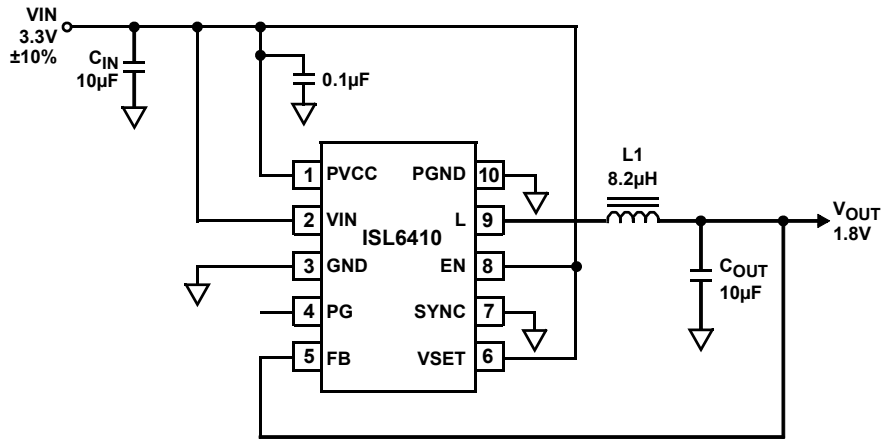 VIN
3.3V
±10%
CIN
10µF
0.1µF
1 PVCC
PGND 10
2 VIN
L 9
ISL6410
3 GND
EN 8
4 PG
SYNC 7
5 FB
VSET 6
L1
8.2µH
VOUT
1.8V
COUT
10µF